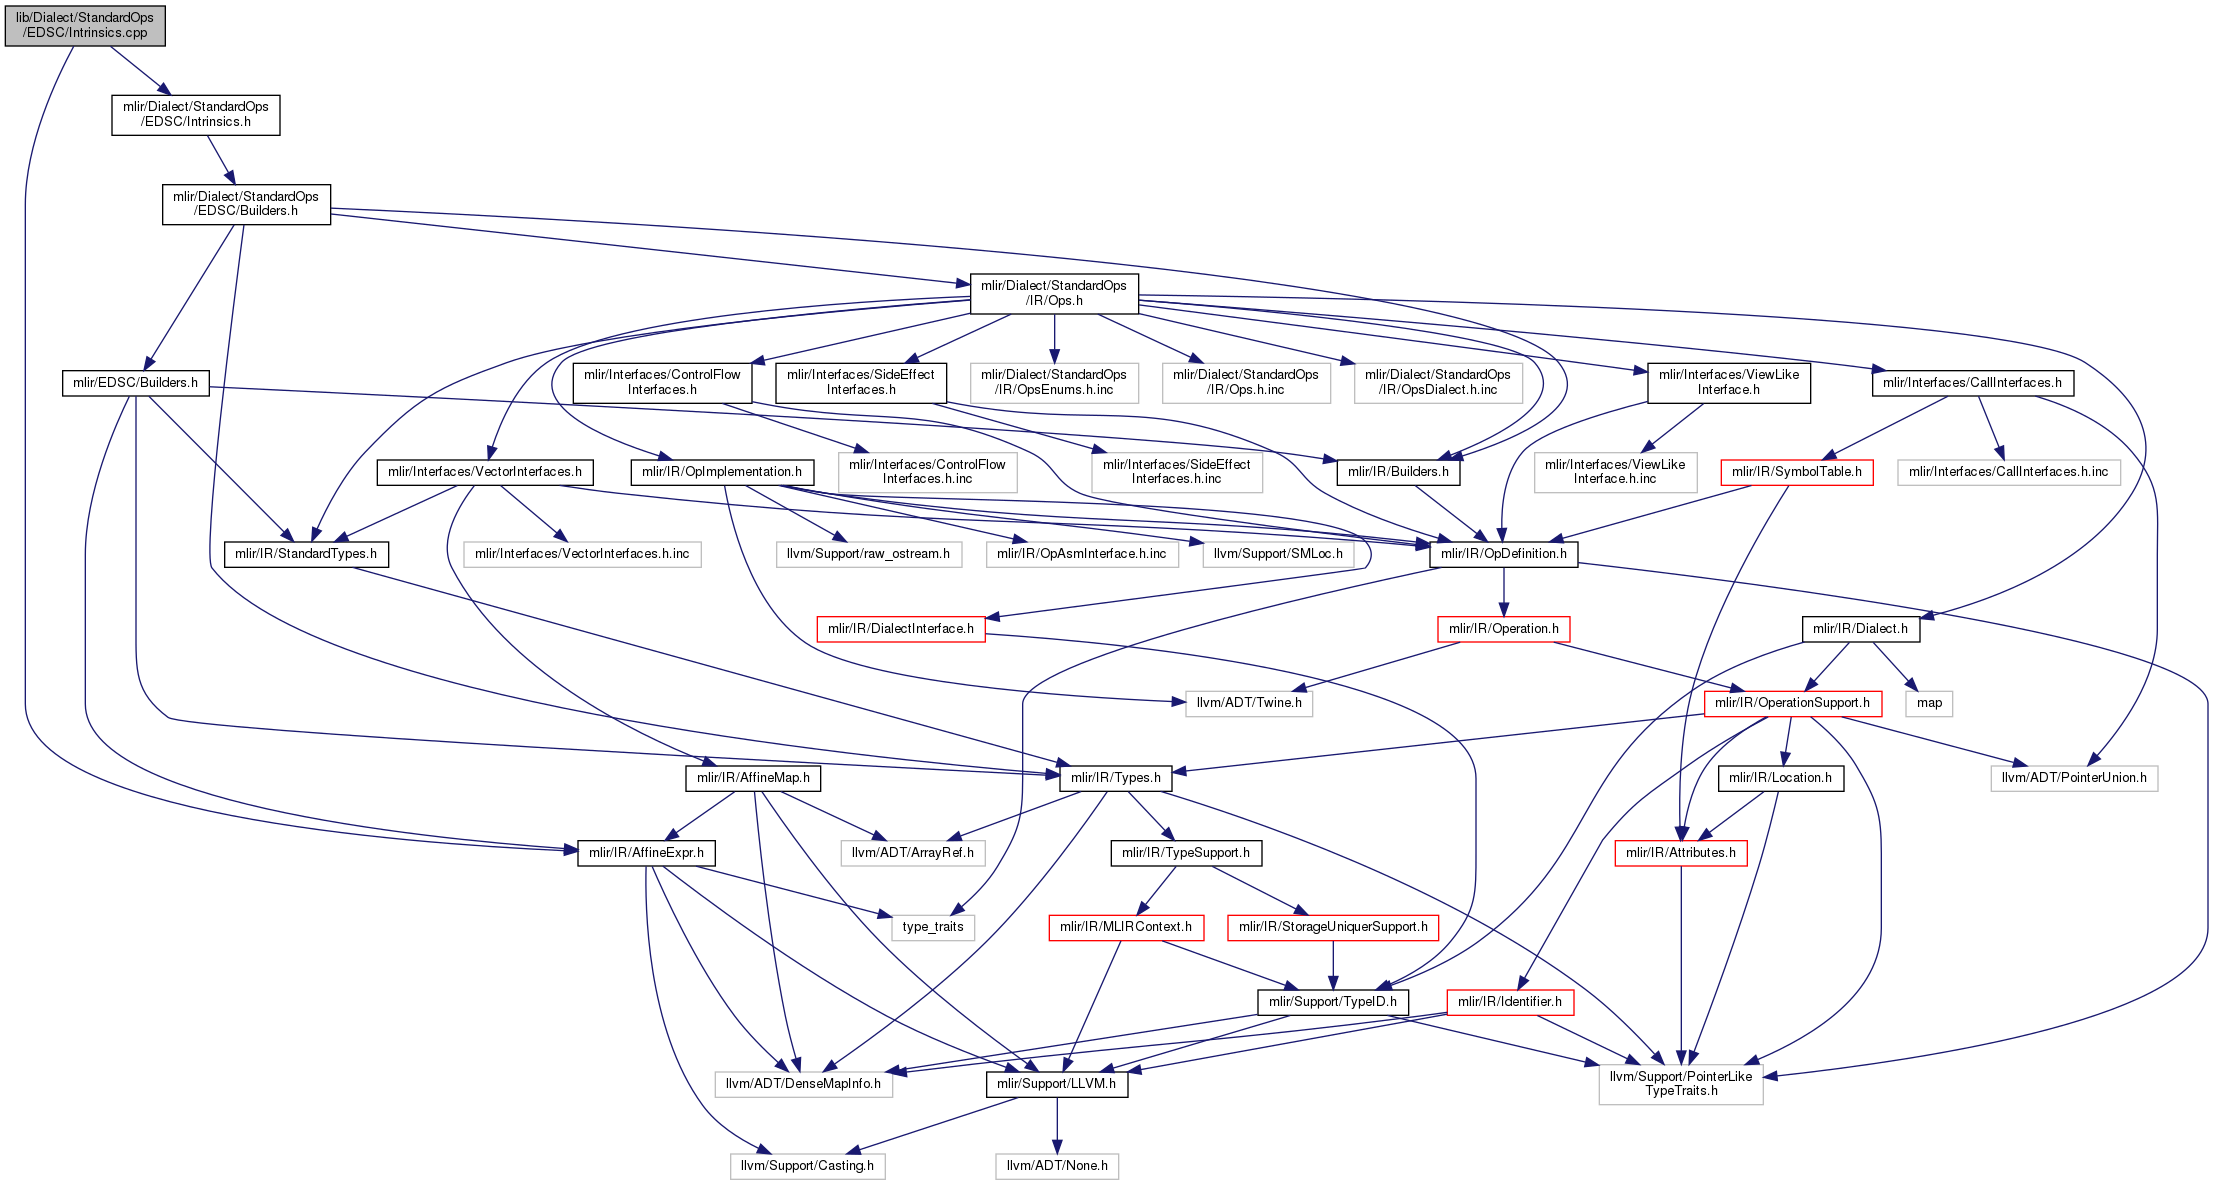 lib/Dialect/StandardOps
/EDSC/Intrinsics.cpp
mlir/Dialect/StandardOps
/EDSC/Intrinsics.h
mlir/Dialect/StandardOps
/EDSC/Builders.h
mlir/Dialect/StandardOps
/IR/Ops.h
mlir/EDSC/Builders.h
mlir/Interfaces/ControlFlow
Interfaces.h
mlir/Interfaces/SideEffect
Interfaces.h
mlir/Dialect/StandardOps
/IR/OpsEnums.h.inc
mlir/Dialect/StandardOps
/IR/Ops.h.inc
mlir/Dialect/StandardOps
/IR/OpsDialect.h.inc
mlir/Interfaces/ViewLike
Interface.h
mlir/Interfaces/CallInterfaces.h
mlir/Interfaces/VectorInterfaces.h
mlir/IR/OpImplementation.h
mlir/Interfaces/ControlFlow
Interfaces.h.inc
mlir/Interfaces/SideEffect
Interfaces.h.inc
mlir/IR/Builders.h
mlir/Interfaces/ViewLike
Interface.h.inc
mlir/IR/SymbolTable.h
mlir/Interfaces/CallInterfaces.h.inc
mlir/IR/StandardTypes.h
mlir/Interfaces/VectorInterfaces.h.inc
llvm/Support/raw_ostream.h
mlir/IR/OpAsmInterface.h.inc
llvm/Support/SMLoc.h
mlir/IR/OpDefinition.h
mlir/IR/DialectInterface.h
mlir/IR/Operation.h
mlir/IR/Dialect.h
llvm/ADT/Twine.h
mlir/IR/OperationSupport.h
map
mlir/IR/AffineMap.h
mlir/IR/Types.h
mlir/IR/Location.h
llvm/ADT/PointerUnion.h
mlir/IR/AffineExpr.h
llvm/ADT/ArrayRef.h
mlir/IR/TypeSupport.h
mlir/IR/Attributes.h
type_traits
mlir/IR/MLIRContext.h
mlir/IR/StorageUniquerSupport.h
mlir/Support/TypeID.h
mlir/IR/Identifier.h
llvm/ADT/DenseMapInfo.h
mlir/Support/LLVM.h
llvm/Support/PointerLike
TypeTraits.h
llvm/Support/Casting.h
llvm/ADT/None.h